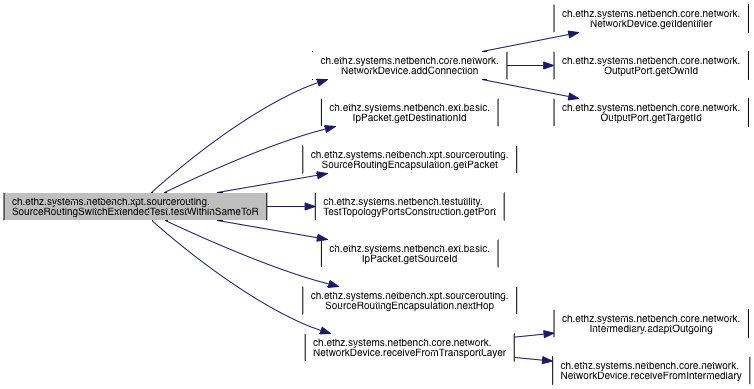 ch.ethz.systems.netbench.core.network.
NetworkDevice.getIdentifier
ch.ethz.systems.netbench.core.network.
NetworkDevice.addConnection
ch.ethz.systems.netbench.core.network.
OutputPort.getOwnId
ch.ethz.systems.netbench.ext.basic.
IpPacket.getDestinationId
ch.ethz.systems.netbench.core.network.
OutputPort.getTargetId
ch.ethz.systems.netbench.xpt.sourcerouting.
SourceRoutingEncapsulation.getPacket
ch.ethz.systems.netbench.xpt.sourcerouting.
SourceRoutingSwitchExtendedTest.testWithinSameToR
ch.ethz.systems.netbench.testutility.
TestTopologyPortsConstruction.getPort
ch.ethz.systems.netbench.ext.basic.
IpPacket.getSourceId
ch.ethz.systems.netbench.xpt.sourcerouting.
SourceRoutingEncapsulation.nextHop
ch.ethz.systems.netbench.core.network.
NetworkDevice.receiveFromTransportLayer
ch.ethz.systems.netbench.core.network.
Intermediary.adaptOutgoing
ch.ethz.systems.netbench.core.network.
NetworkDevice.receiveFromIntermediary